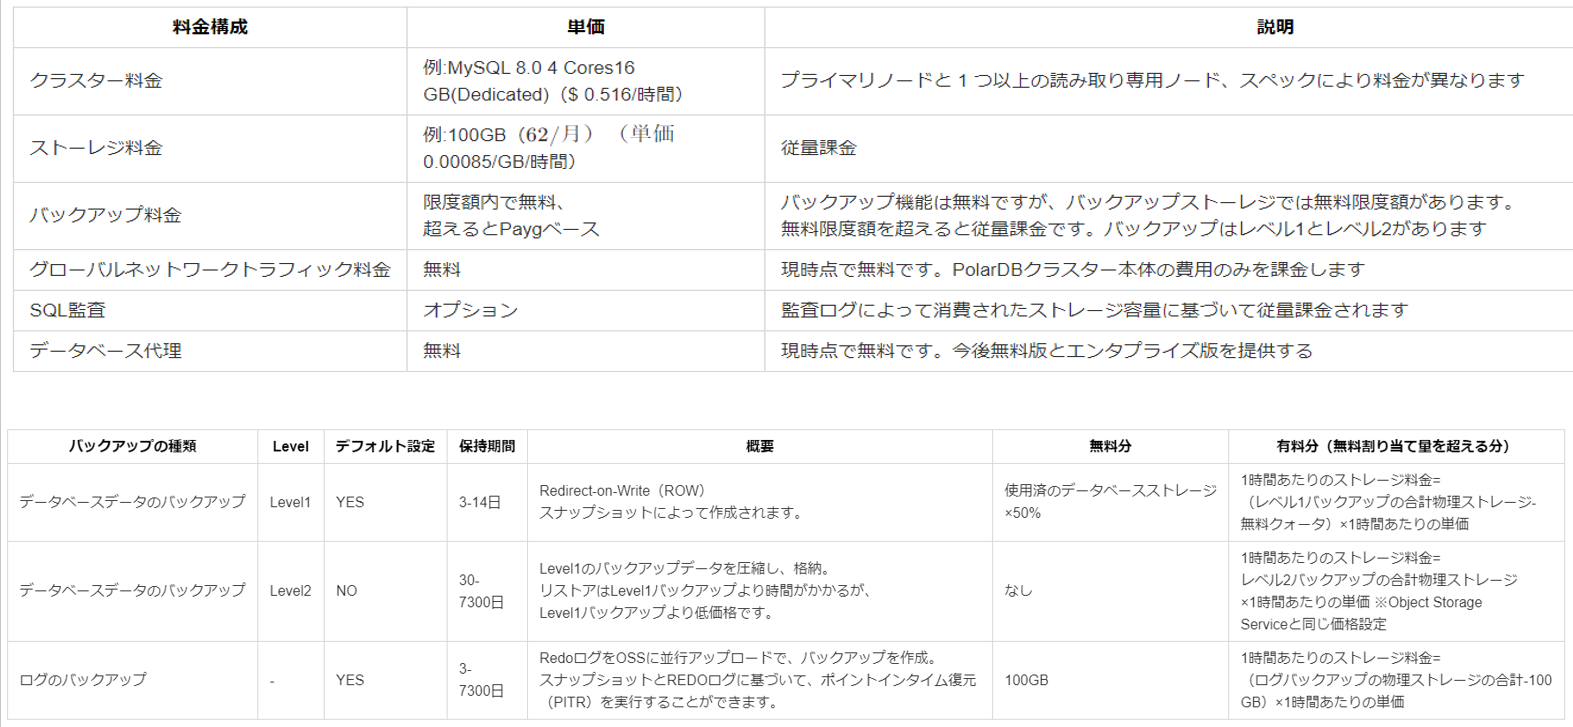 料金構成 単価 説明
クラスター料金 例:MySQL 8.0 4 Cores16 GB(Dedicated)（$ 0.516/時間） プライマリノードと 1 つ以上の読み取り専用ノード、スペックにより料金が異なります
ストーレジ料金 例:100GB（62/月）（単価 0.00085/GB/時間） 従量課金
バックアップ料金 限度額内で無料、 超えるとPaygベース バックアップ機能は無料ですが、バックアップストーレジでは無料限度額があります。
無料限度額を超えると従量課金です。バックアップはレベル1とレベル2があります
グローバルネットワークトラフィック料金 無料 現時点で無料です。PolarDBクラスター本体の費用のみを課金します
SQL監査 オプション 監査ログによって消費されたストレージ容量に基づいて従量課金されます
データベース代理 無料 現時点で無料です。今後無料版とエンタプライズ版を提供する
バックアップの種類 Level デフォルト設定 保持期間 概要 無料分 有料分（無料割り当て量を超える分）
データベースデータのバックアップ Level1 YES 3-14日
Redirect-on-Write（ROW）
スナップショットによって作成されます。
使用済のデータベースストレージ
×50%
1時間あたりのストレージ料金=
（レベル1バックアップの合計物理ストレージ-
無料クォータ）×1時間あたりの単価
データベースデータのバックアップ Level2 NO
30-
7300日
Level1のバックアップデータを圧縮し、格納。
リストアはLevel1バックアップより時間がかかるが、
Level1バックアップより低価格です。
なし
1時間あたりのストレージ料金=
レベル2バックアップの合計物理ストレージ
×1時間あたりの単価 ※Object Storage
Serviceと同じ価格設定
ログのバックアップ - YES
3-
7300日
RedoログをOSSに並行アップロードで、バックアップを作成。
スナップショットとREDOログに基づいて、ポイントインタイム復元
（PITR）を実行することができます。
100GB
1時間あたりのストレージ料金=
（ログバックアップの物理ストレージの合計-100
GB）×1時間あたりの単価